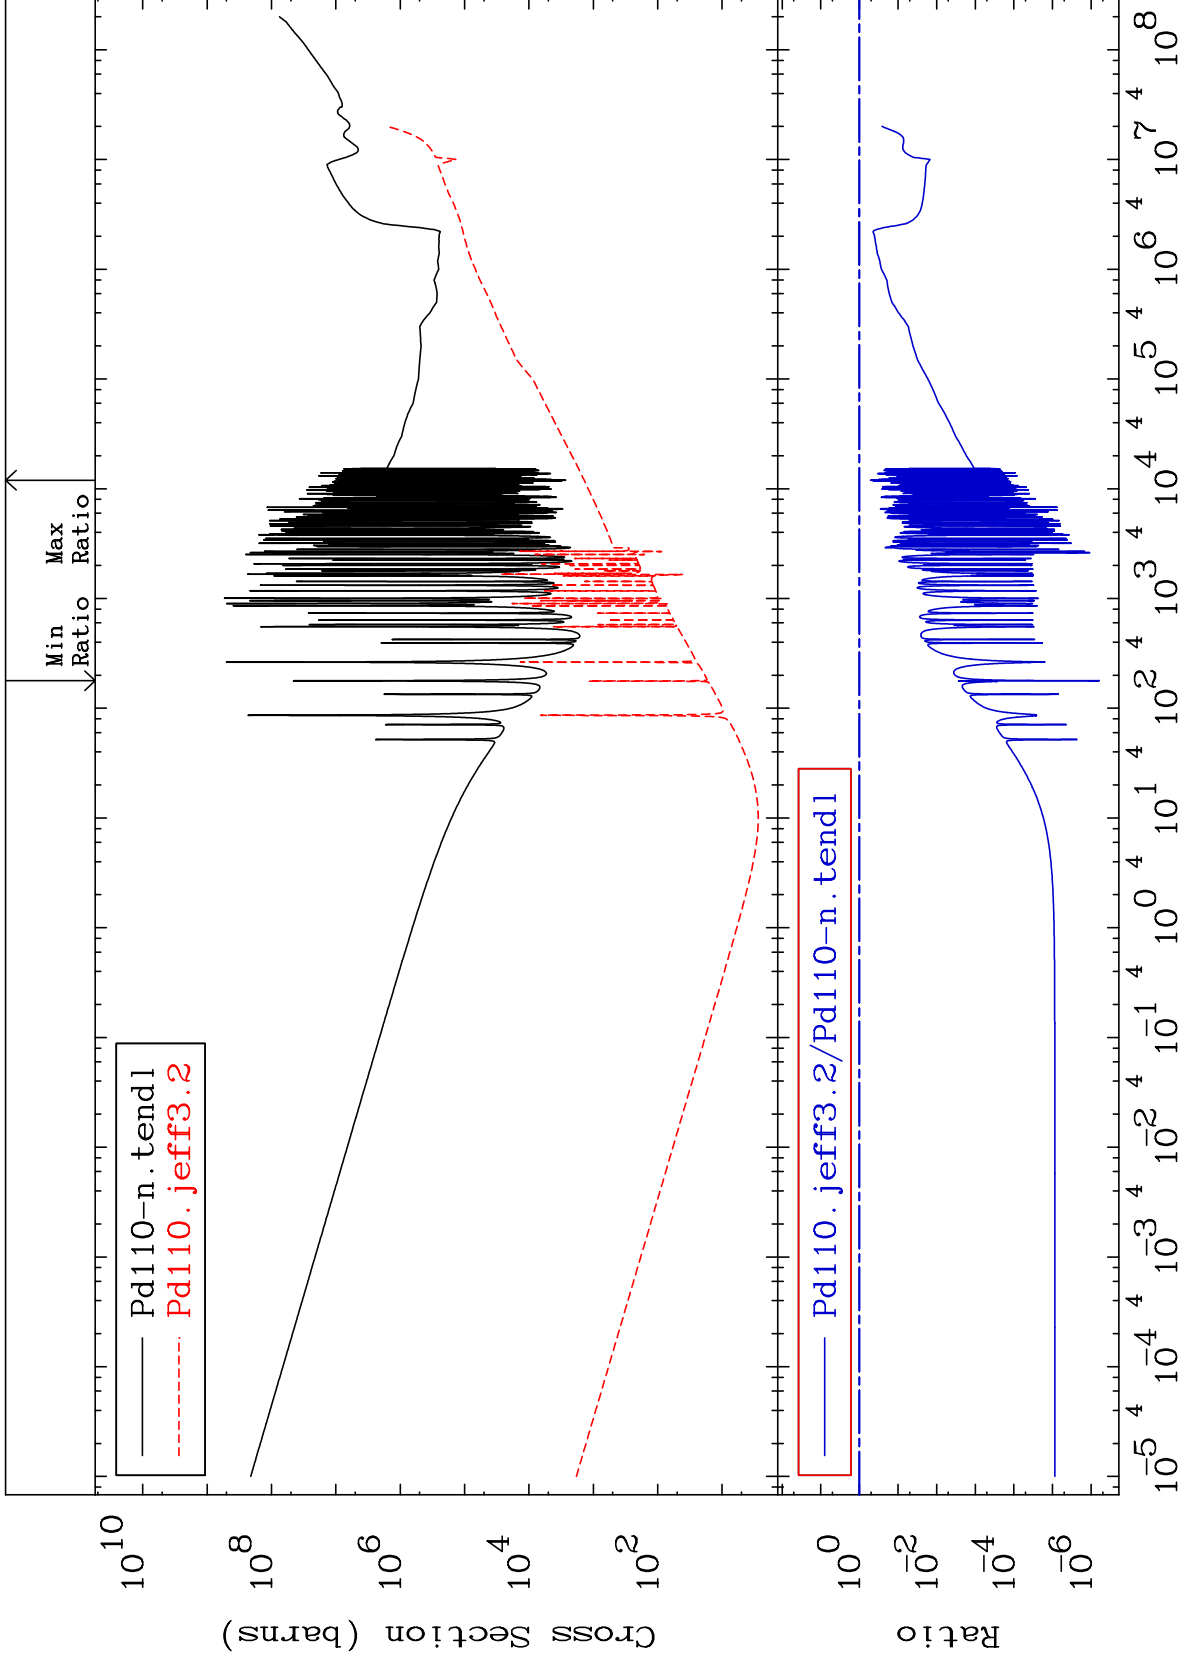 Min
Ratio
Max
Ratio
Pd110-n.tendl
Pd110.jeff3.2
Cross Section (barns)
10^10
10^8
10^6
10^4
10^2
Pd110.jeff3.2/Pd110-n.tendl
Ratio
10^0
10^-2
10^-4
10^-6
10^-5 4 10^-4 4 10^-3 4 10^-2 4 10^-1 4 10^0 4 10^1 4 10^2 4 10^3 4 10^4 4 10^5 4 10^6 4 10^7 4 10^8